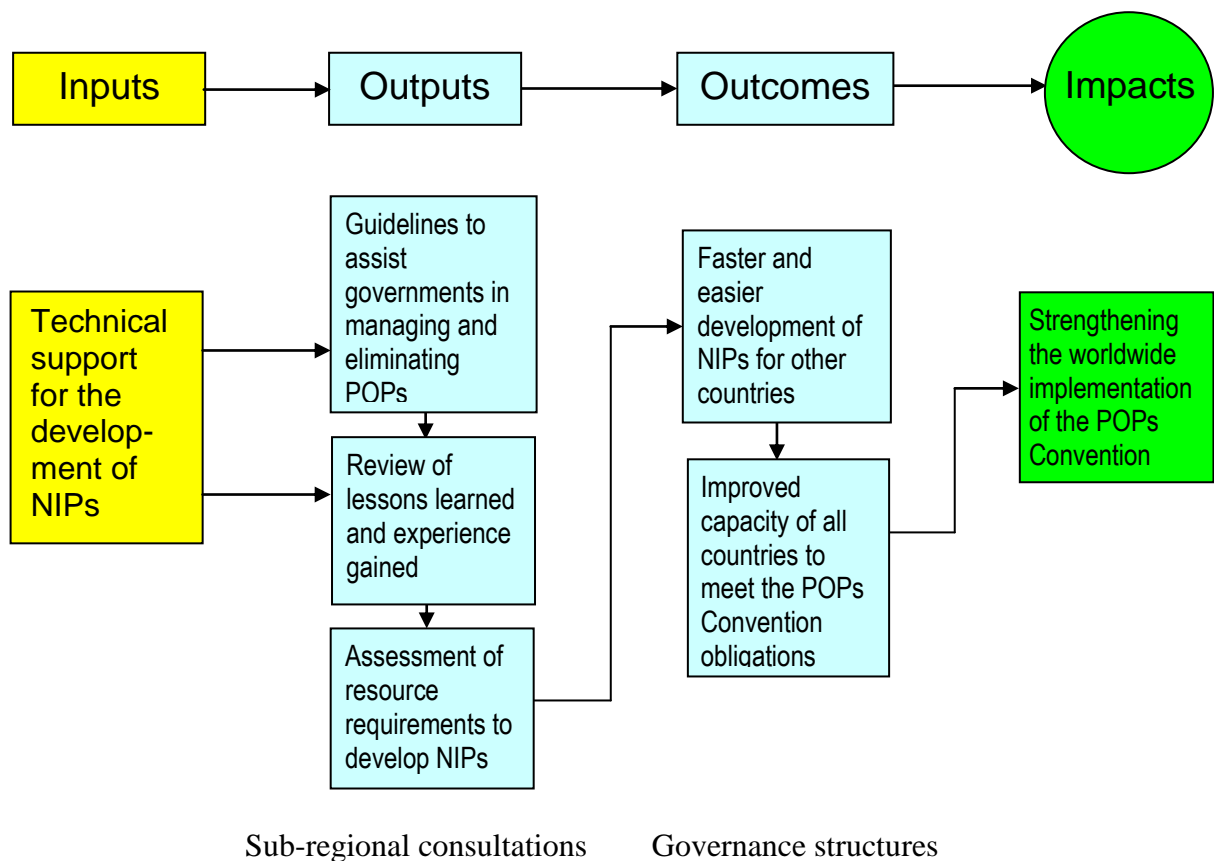 Inputs
Outputs
Outcomes
Impacts
Technical
support
for the
develop-
ment of
NIPs
Guidelines to
assist
governments in
managing and
eliminating
POPs
Review of
lessons learned
and experience
gained
Assessment of
resource
requirements to
develop NIPs
Faster and
easier
development of
NIPs for other
countries
Improved
capacity of all
countries to
meet the POPs
Convention
obligations
Strengthening
the worldwide
implementation
of the POPs
Convention
Sub-regional consultations
Governance structures